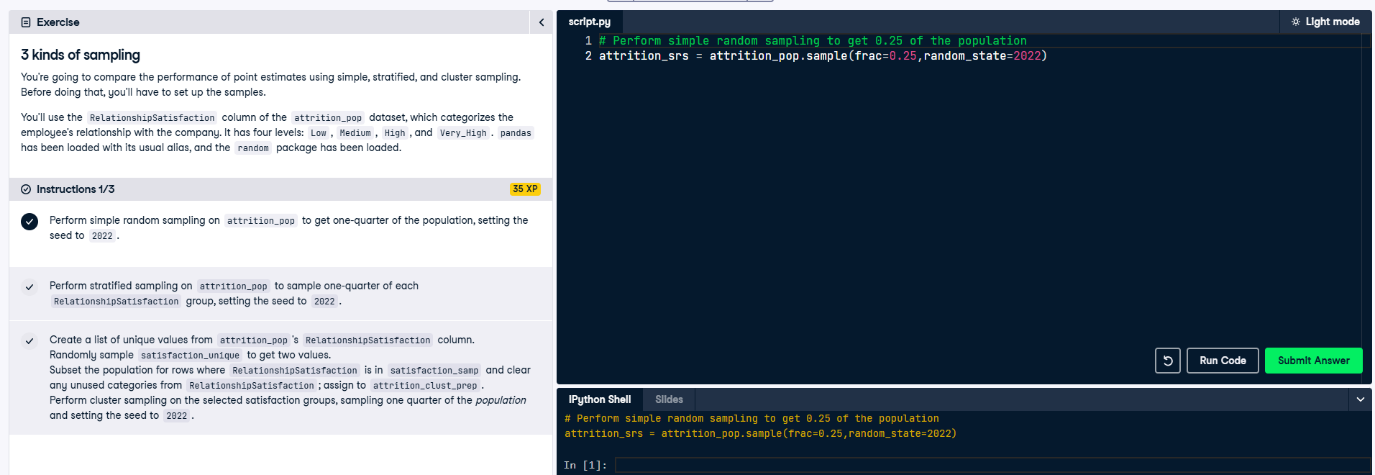 Exercise
3 kinds of sampling
You're going to compare the performance of point estimates using simple, stratified, and cluster sampling.
Before doing that, you'll have to set up the samples.
You'll use the RelationshipSatisfaction column of the attrition_pop dataset, which categorizes the
employee's relationship with the company. It has four levels: Low, Medium, High, and Very_High. pandas
has been loaded with its usual alias, and the random package has been loaded.
Instructions 1/3
35 XP
Perform simple random sampling on attrition_pop to get one-quarter of the population, setting the
seed to 2022.
Perform stratified sampling on attrition_pop to sample one-quarter of each
RelationshipSatisfaction group, setting the seed to 2022.
Create a list of unique values from attrition_pop's RelationshipSatisfaction column.
Randomly sample satisfaction_unique to get two values.
Subset the population for rows where RelationshipSatisfaction is in satisfaction_samp and clear
any unused categories from RelationshipSatisfaction; assign to attrition_clust_prep.
Perform cluster sampling on the selected satisfaction groups, sampling one quarter of the population
and setting the seed to 2022.
script.py
Light mode
1 # Perform simple random sampling to get 0.25 of the population
2 attrition_srs = attrition_pop.sample(frac=0.25,random_state=2022)
Run Code
Submit Answer
IPython Shell
Slides
# Perform simple random sampling to get 0.25 of the population
attrition_srs = attrition_pop.sample(frac=0.25,random_state=2022)
In [1]: